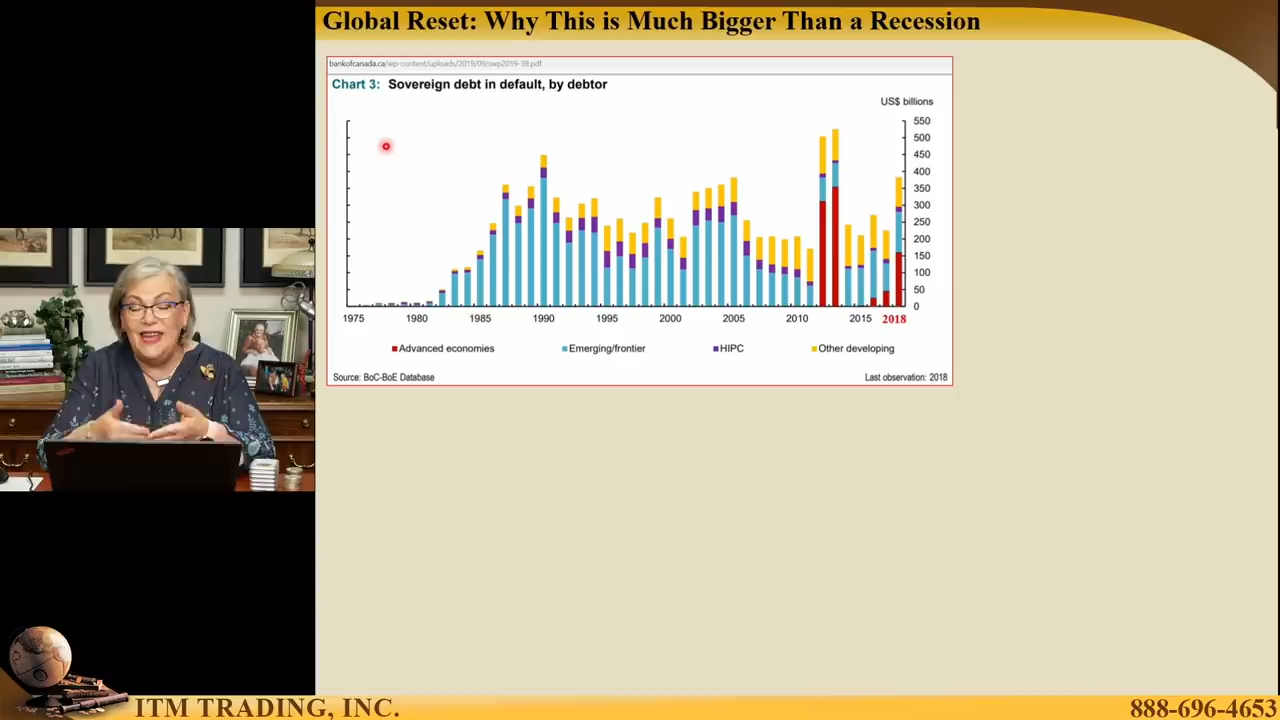 Global Reset: Why This is Much Bigger Than a Recession
bankofcanada.ca/wp-content/uploads/2019/09/swp2019-39.pdf
Chart 3: Sovereign debt in default, by debtor
US$ billions
550
500
450
400
350
300
250
200
150
100
50
0
1975 1980 1985 1990 1995 2000 2005 2010 2015 2018
Advanced economies Emerging/frontier HIPC Other developing
Source: BoC-BoE Database Last observation: 2018
ITM TRADING, INC. 888-696-4653